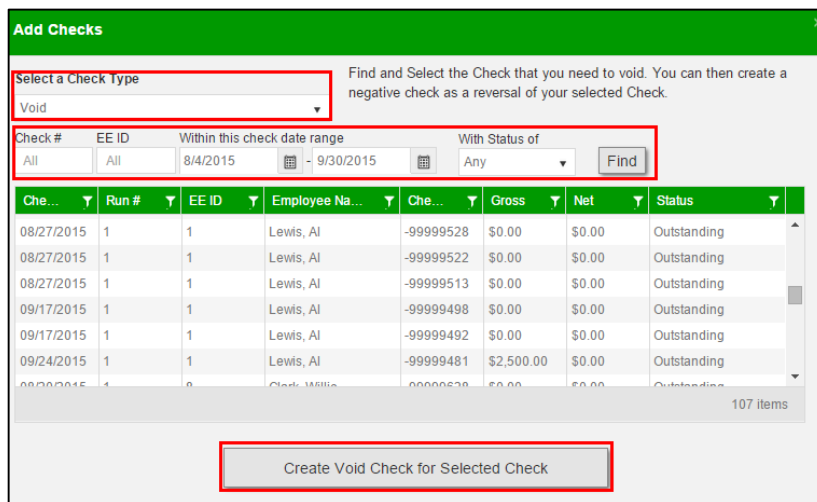 Add Checks
Select a Check Type
Void
Find and Select the Check that you need to void. You can then create a
negative check as a reversal of your selected Check.
Check # EE ID Within this check date range With Status of
All All 8/4/2015 - 9/30/2015 Any Find
Che... Run # EE ID Employee Na... Che... Gross Net Status
08/27/2015 1 1 Lewis, Al -99999528 $0.00 $0.00 Outstanding
08/27/2015 1 1 Lewis, Al -99999522 $0.00 $0.00 Outstanding
08/27/2015 1 1 Lewis, Al -99999513 $0.00 $0.00 Outstanding
09/17/2015 1 1 Lewis, Al -99999498 $0.00 $0.00 Outstanding
09/17/2015 1 1 Lewis, Al -99999492 $0.00 $0.00 Outstanding
09/24/2015 1 1 Lewis, Al -99999481 $2,500.00 $0.00 Outstanding
Clark, Willie $0.00 $0.00 Outstanding
107 items
Create Void Check for Selected Check